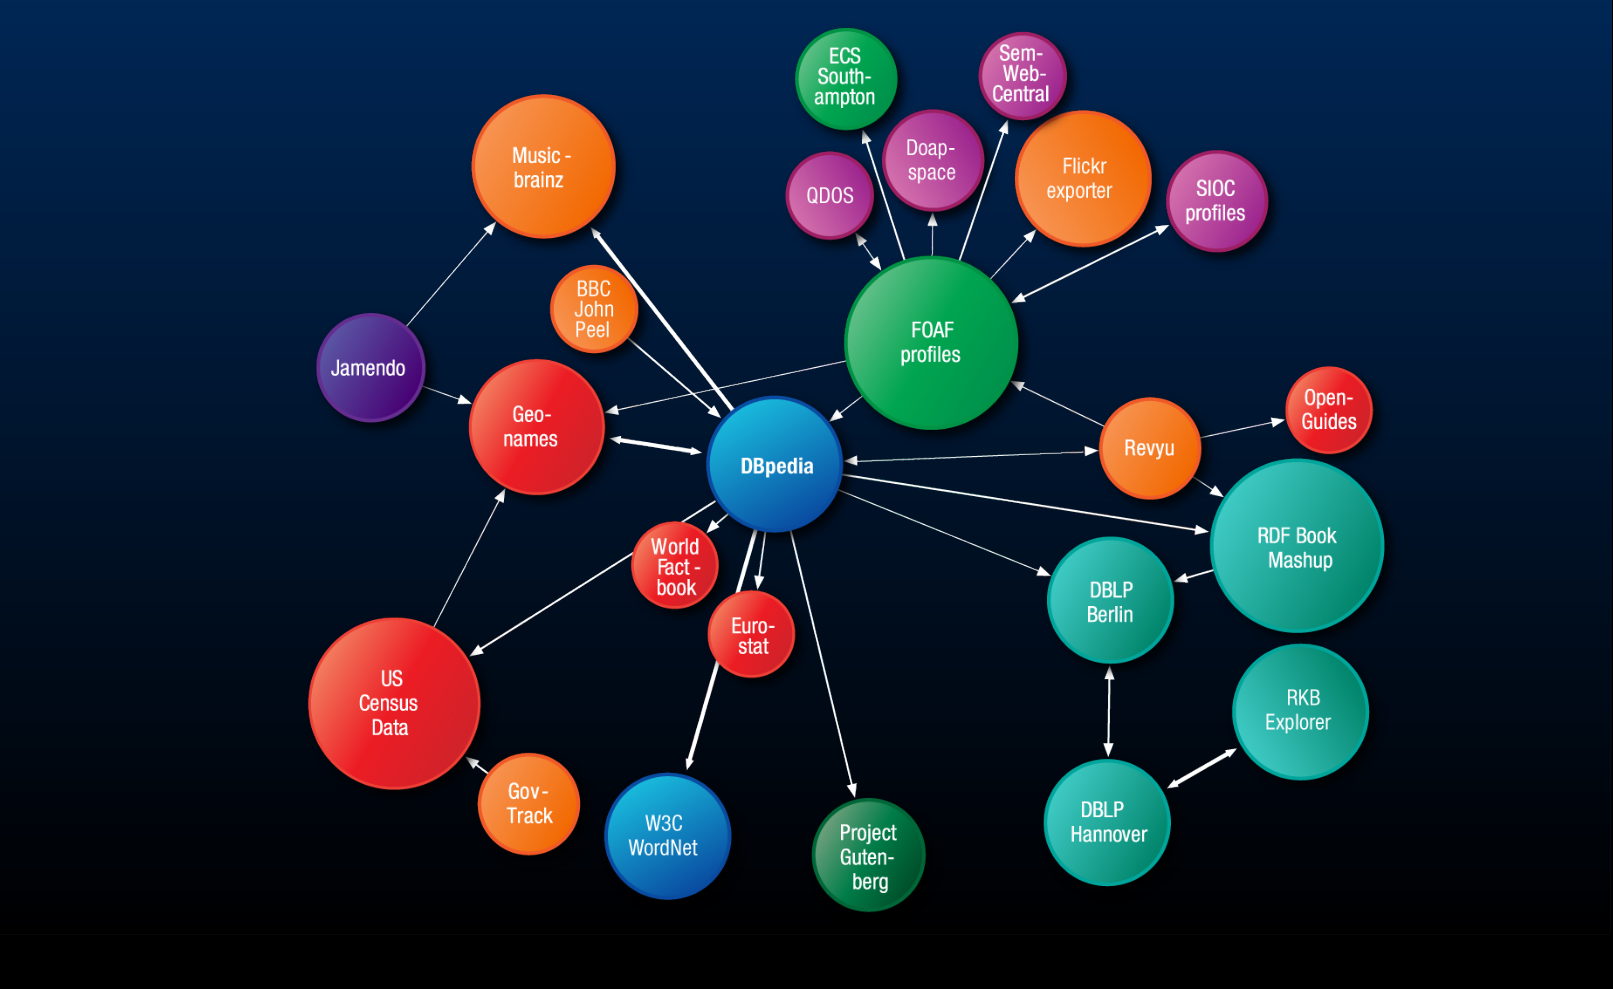 ECS
South-
ampton
Sem-
Web-
Central
Music -
brainz
Doap-
space
Flickr
exporter
QDOS
SIOC
profiles
BBC
John
Peel
FOAF
profiles
Jamendo
Geo-
names
Open-
Guides
DBpedia
Revyu
World
Fact -
book
RDF Book
Mashup
DBLP
Berlin
Euro-
stat
US
Census
Data
RKB
Explorer
Gov -
Track
W3C
WordNet
Project
Guten-
berg
DBLP
Hannover